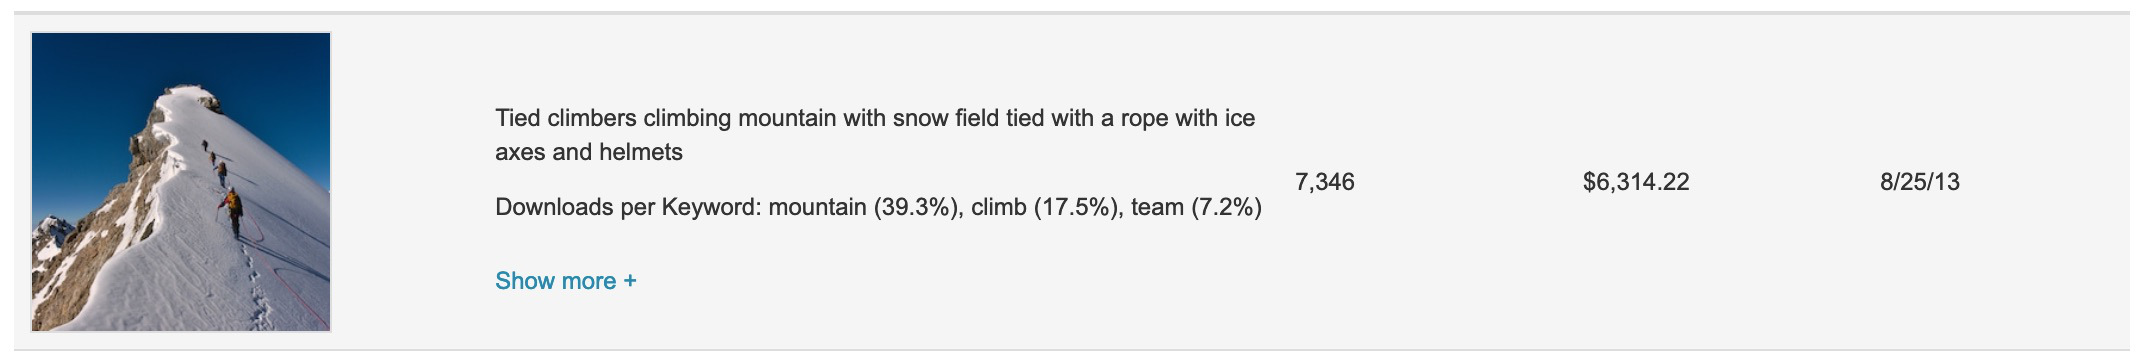 Tied climbers climbing mountain with snow field tied with a rope with ice
axes and helmets
7,346
$6,314.22
8/25/13
Downloads per Keyword: mountain (39.3%), climb (17.5%), team (7.2%)
Show more +